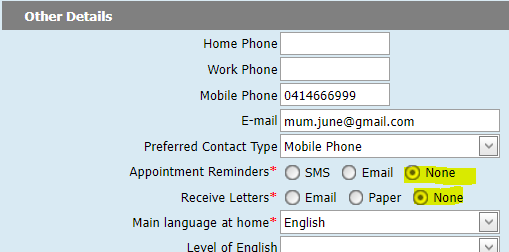 Other Details
Home Phone
Work Phone
Mobile Phone 0414666999
E-mail mum.june@gmail.com
Preferred Contact Type Mobile Phone
Appointment Reminders* SMS Email None
Receive Letters* Email Paper None
Main language at home* English
Level of English